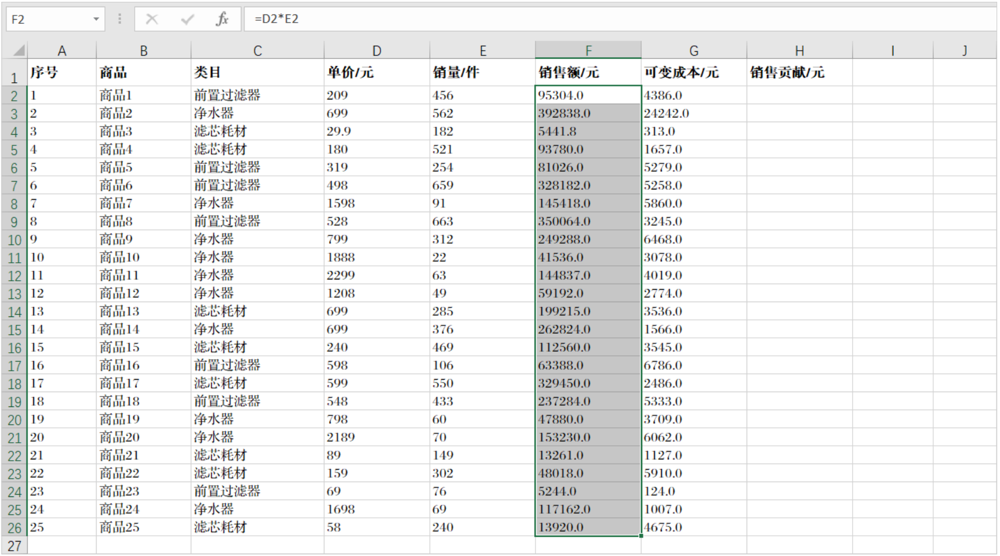 F2 fx =D2*E2
A B C D E F G H I J
1 序号 商品 类目 单价/元 销量/件 销售额/元 可变成本/元 销售贡献/元
2 1 商品1 前置过滤器 209 456 95304.0 4386.0
3 2 商品2 净水器 699 562 392838.0 24242.0
4 3 商品3 滤芯耗材 29.9 182 5441.8 313.0
5 4 商品4 滤芯耗材 180 521 93780.0 1657.0
6 5 商品5 前置过滤器 319 254 81026.0 5279.0
7 6 商品6 前置过滤器 498 659 328182.0 5258.0
8 7 商品7 净水器 1598 91 145418.0 5860.0
9 8 商品8 前置过滤器 528 663 350064.0 3245.0
10 9 商品9 净水器 799 312 249288.0 6468.0
11 10 商品10 净水器 1888 22 41536.0 3078.0
12 11 商品11 净水器 2299 63 144837.0 4019.0
13 12 商品12 净水器 1208 49 59192.0 2774.0
14 13 商品13 滤芯耗材 699 285 199215.0 3536.0
15 14 商品14 净水器 699 376 262824.0 1566.0
16 15 商品15 滤芯耗材 240 469 112560.0 3545.0
17 16 商品16 前置过滤器 598 106 63388.0 6786.0
18 17 商品17 滤芯耗材 599 550 329450.0 2486.0
19 18 商品18 前置过滤器 548 433 237284.0 5333.0
20 19 商品19 净水器 798 60 47880.0 3709.0
21 20 商品20 净水器 2189 70 153230.0 6062.0
22 21 商品21 滤芯耗材 89 149 13261.0 1127.0
23 22 商品22 滤芯耗材 159 302 48018.0 5910.0
24 23 商品23 前置过滤器 69 76 5244.0 124.0
25 24 商品24 净水器 1698 69 117162.0 1007.0
26 25 商品25 滤芯耗材 58 240 13920.0 4675.0
27